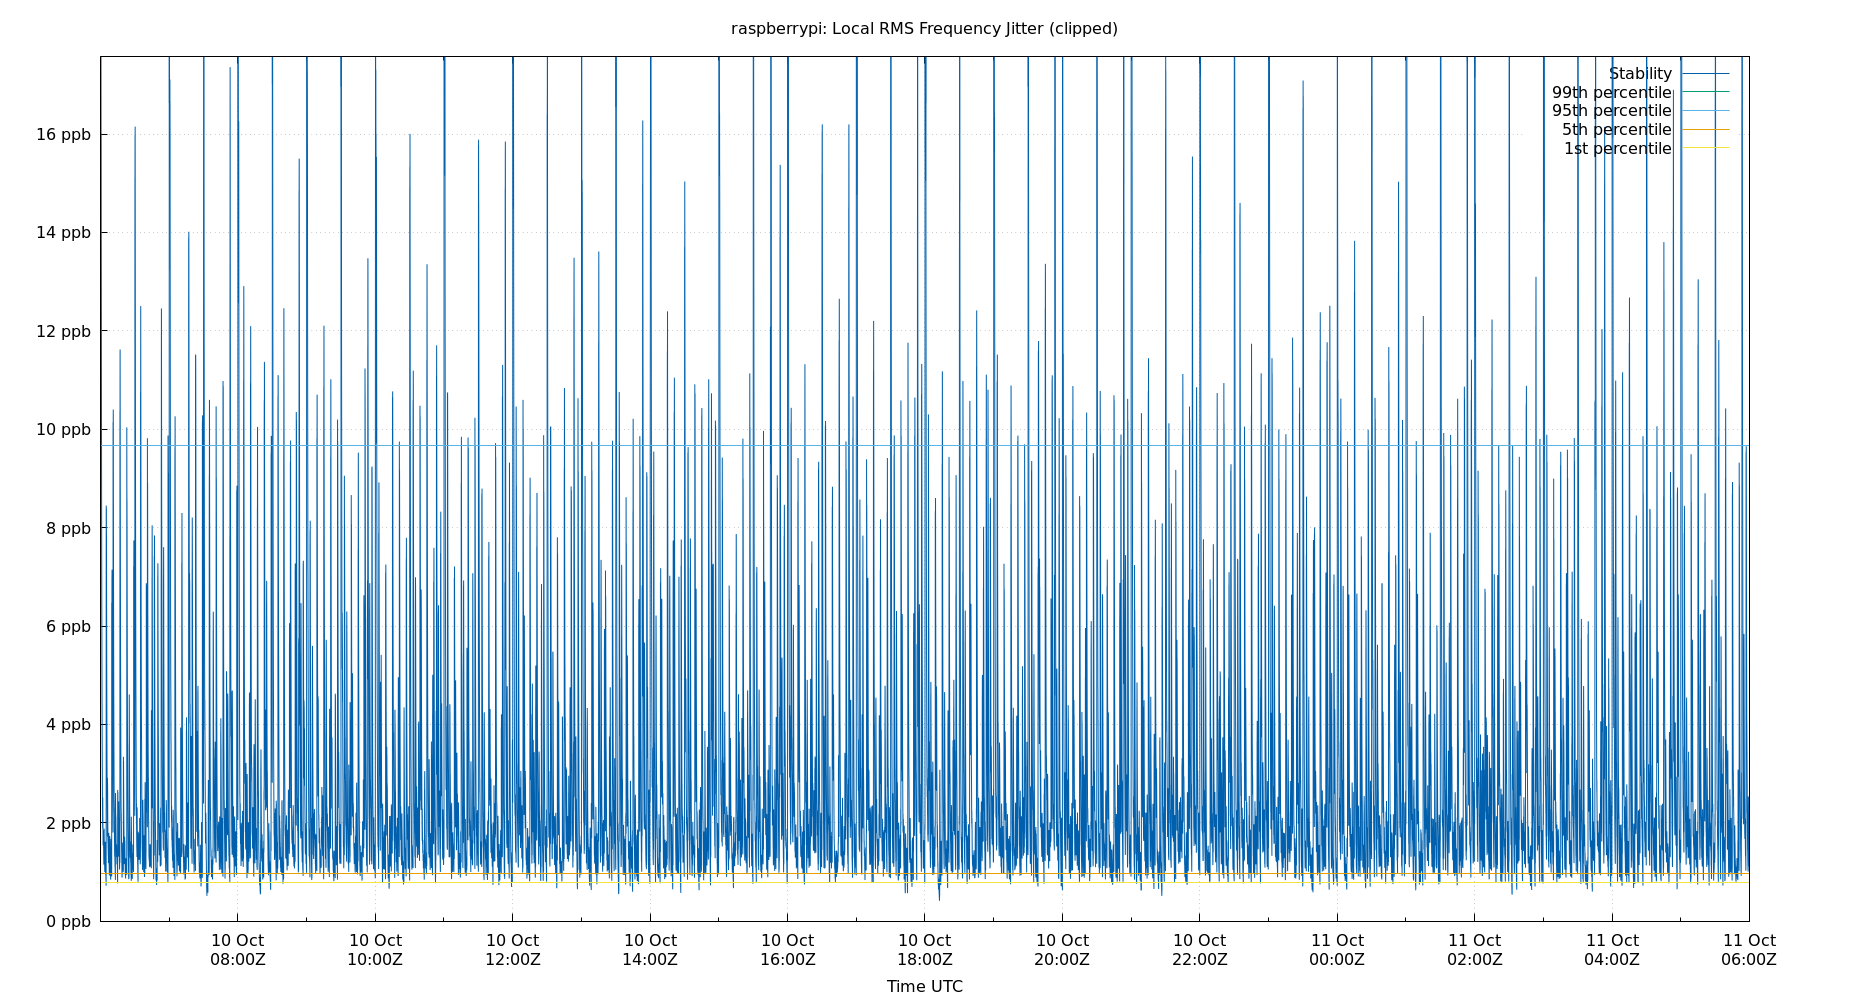 raspberrypi: Local RMS Frequency Jitter (clipped)
Stability
99th percentile
95th percentile
5th percentile
1st percentile
16 ppb
14 ppb
12 ppb
10 ppb
8 ppb
6 ppb
4 ppb
2 ppb
0 ppb
10 Oct 10 Oct 10 Oct 10 Oct 10 Oct 10 Oct 10 Oct 10 Oct 11 Oct 11 Oct 11 Oct 11 Oct
08:00Z 10:00Z 12:00Z 14:00Z 16:00Z 18:00Z 20:00Z 22:00Z 00:00Z 02:00Z 04:00Z 06:00Z
Time UTC